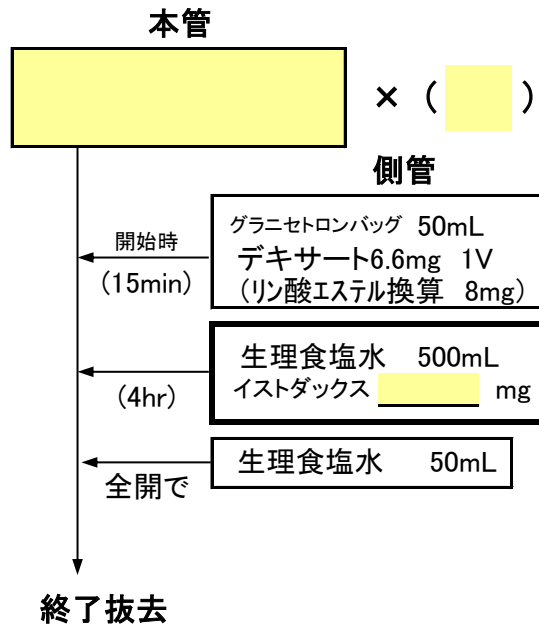 本管
× ( )
側管
グラニセトロンバッグ 50mL
開始時
デキサート6.6mg 1V
(15min)
(リン酸エステル換算 8mg)
生理食塩水 500mL
イストダックス mg
(4hr)
生理食塩水 50mL
全開で
終了抜去